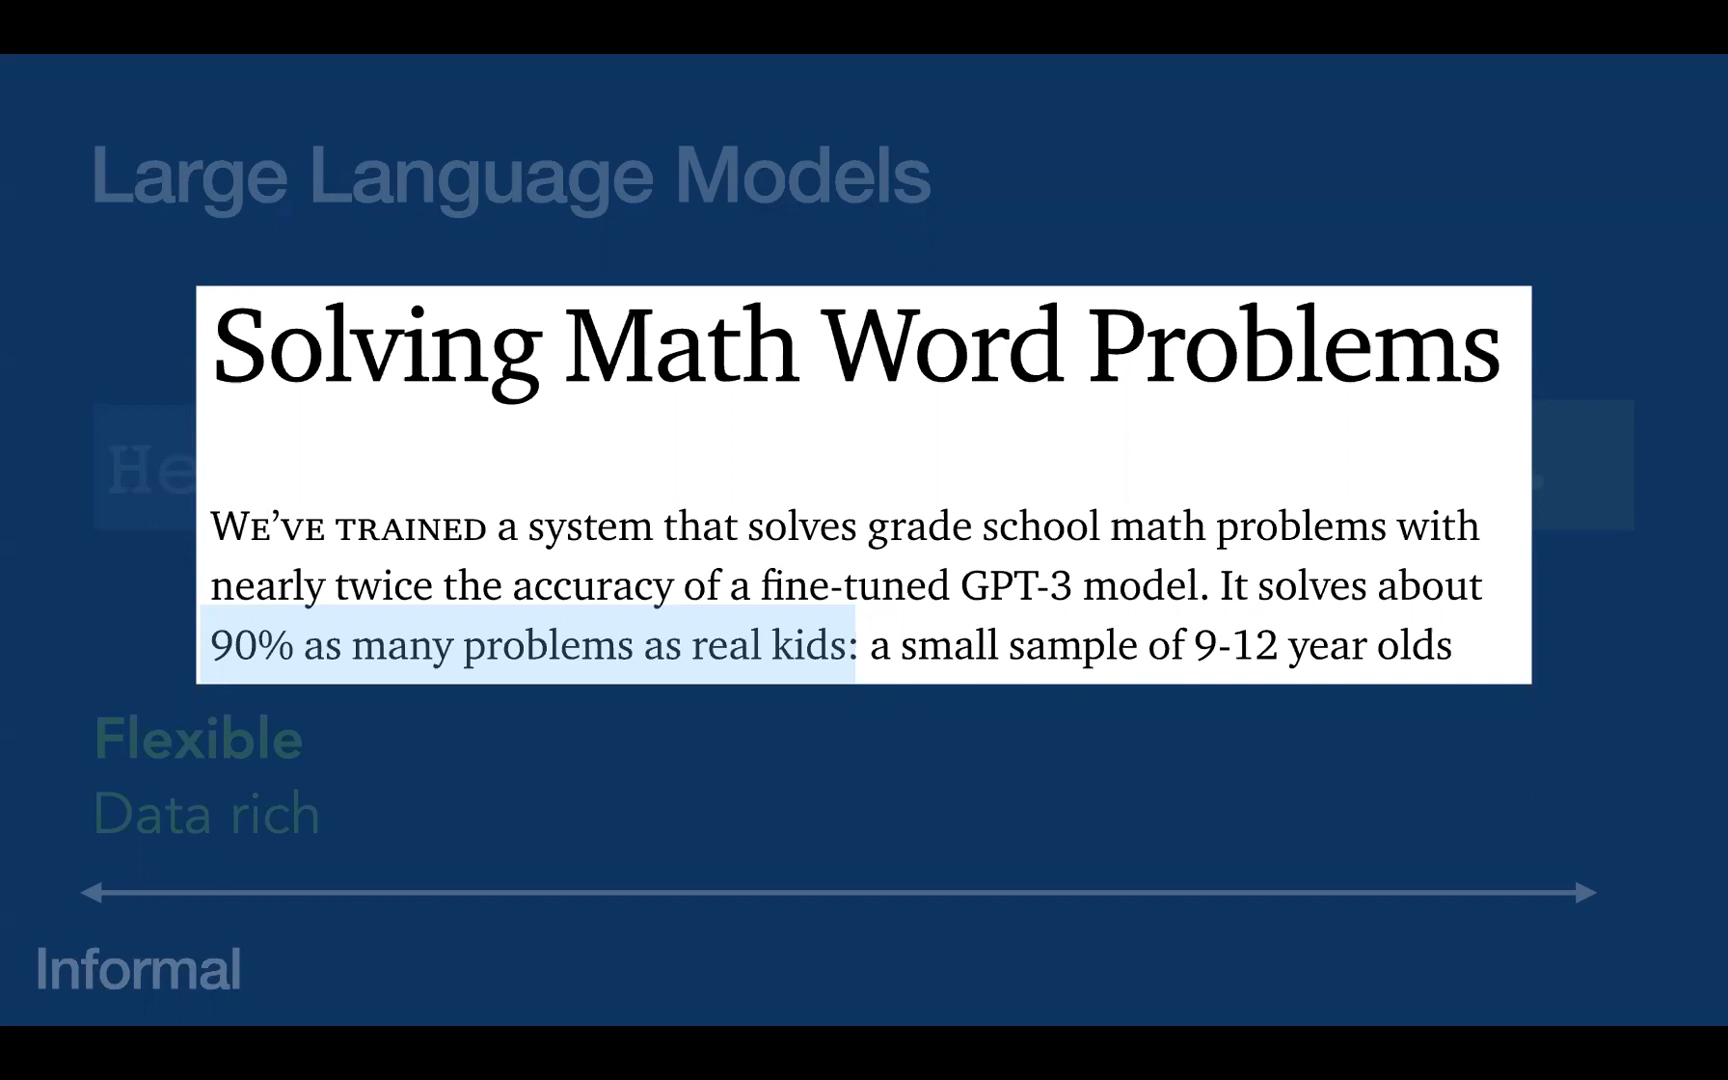 Large Language Models
Solving Math Word Problems
He
.
WE'VE TRAINED a system that solves grade school math problems with
nearly twice the accuracy of a fine-tuned GPT-3 model. It solves about
90% as many problems as real kids: a small sample of 9-12 year olds
Flexible
Data rich
Informal